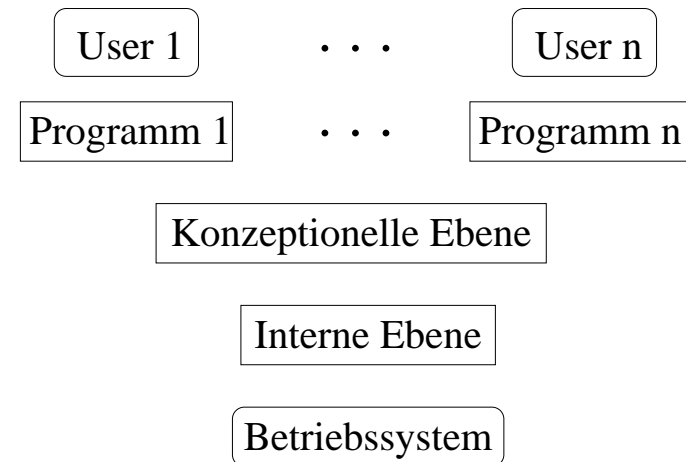 User 1 . . . User n
Programm 1 . . . Programm n
Konzeptionelle Ebene
Interne Ebene
Betriebssystem